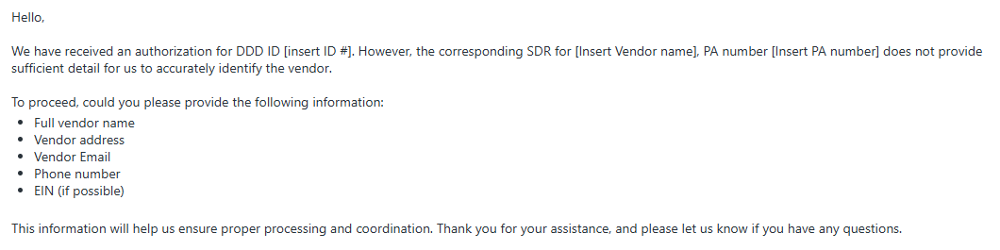 Hello,
We have received an authorization for DDD ID [insert ID #]. However, the corresponding SDR for [Insert Vendor name], PA number [Insert PA number] does not provide
sufficient detail for us to accurately identify the vendor.
To proceed, could you please provide the following information:
• Full vendor name
• Vendor address
• Vendor Email
• Phone number
• EIN (if possible)
This information will help us ensure proper processing and coordination. Thank you for your assistance, and please let us know if you have any questions.